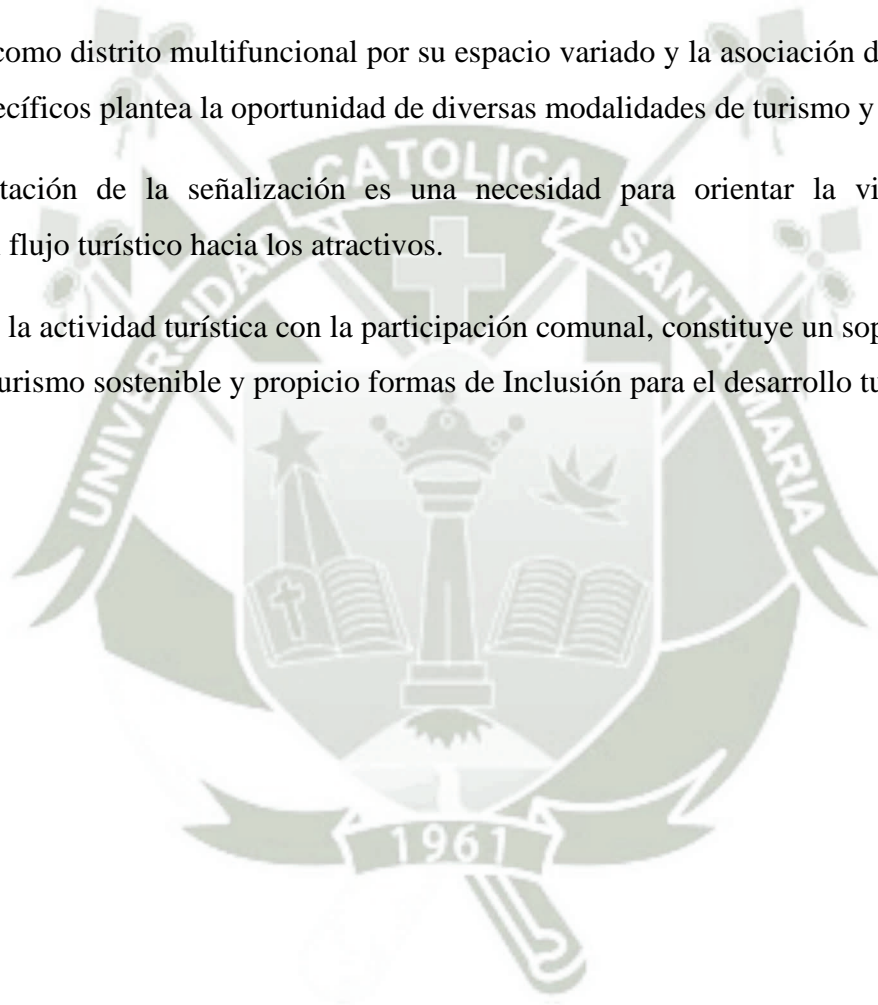 como distrito multifuncional por su espacio variado y la asociación d
ecíficos plantea la oportunidad de diversas modalidades de turismo y
tación de la señalización es una necesidad para orientar la vi
flujo turístico hacia los atractivos.
la actividad turística con la participación comunal, constituye un sop
urismo sostenible y propicio formas de Inclusión para el desarrollo tu
UNIVERSIDAD CATOLICA SANTA MARIA
1961